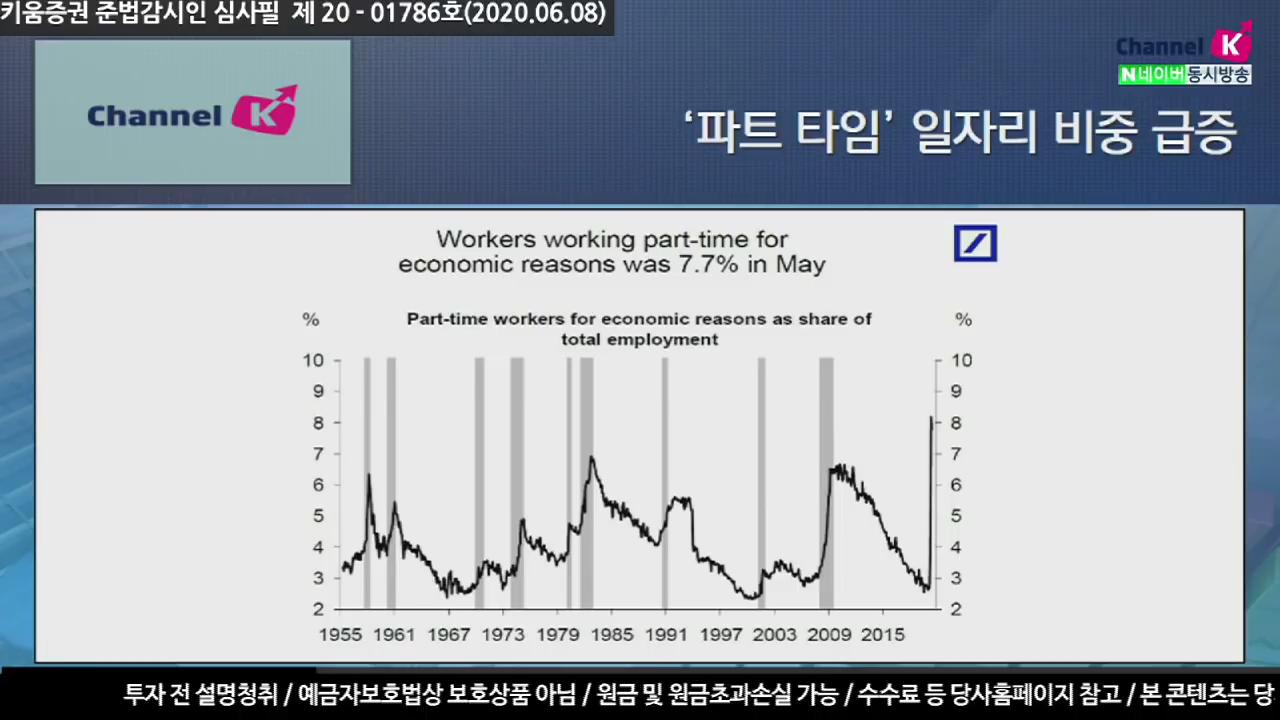 키움증권 준법감시인 심사필 제 20 - 01786호(2020.06.08)
Channel K
Channel K
N 네이버 동시방송
‘파트 타임’ 일자리 비중 급증
Workers working part-time for
economic reasons was 7.7% in May
% Part-time workers for economic reasons as share of %
total employment
10 10
9 9
8 8
7 7
6 6
5 5
4 4
3 3
2 2
1955 1961 1967 1973 1979 1985 1991 1997 2003 2009 2015
투자 전 설명청취 / 예금자보호법상 보호상품 아님 / 원금 및 원금초과손실 가능 / 수수료 등 당사홈페이지 참고 / 본 콘텐츠는 당